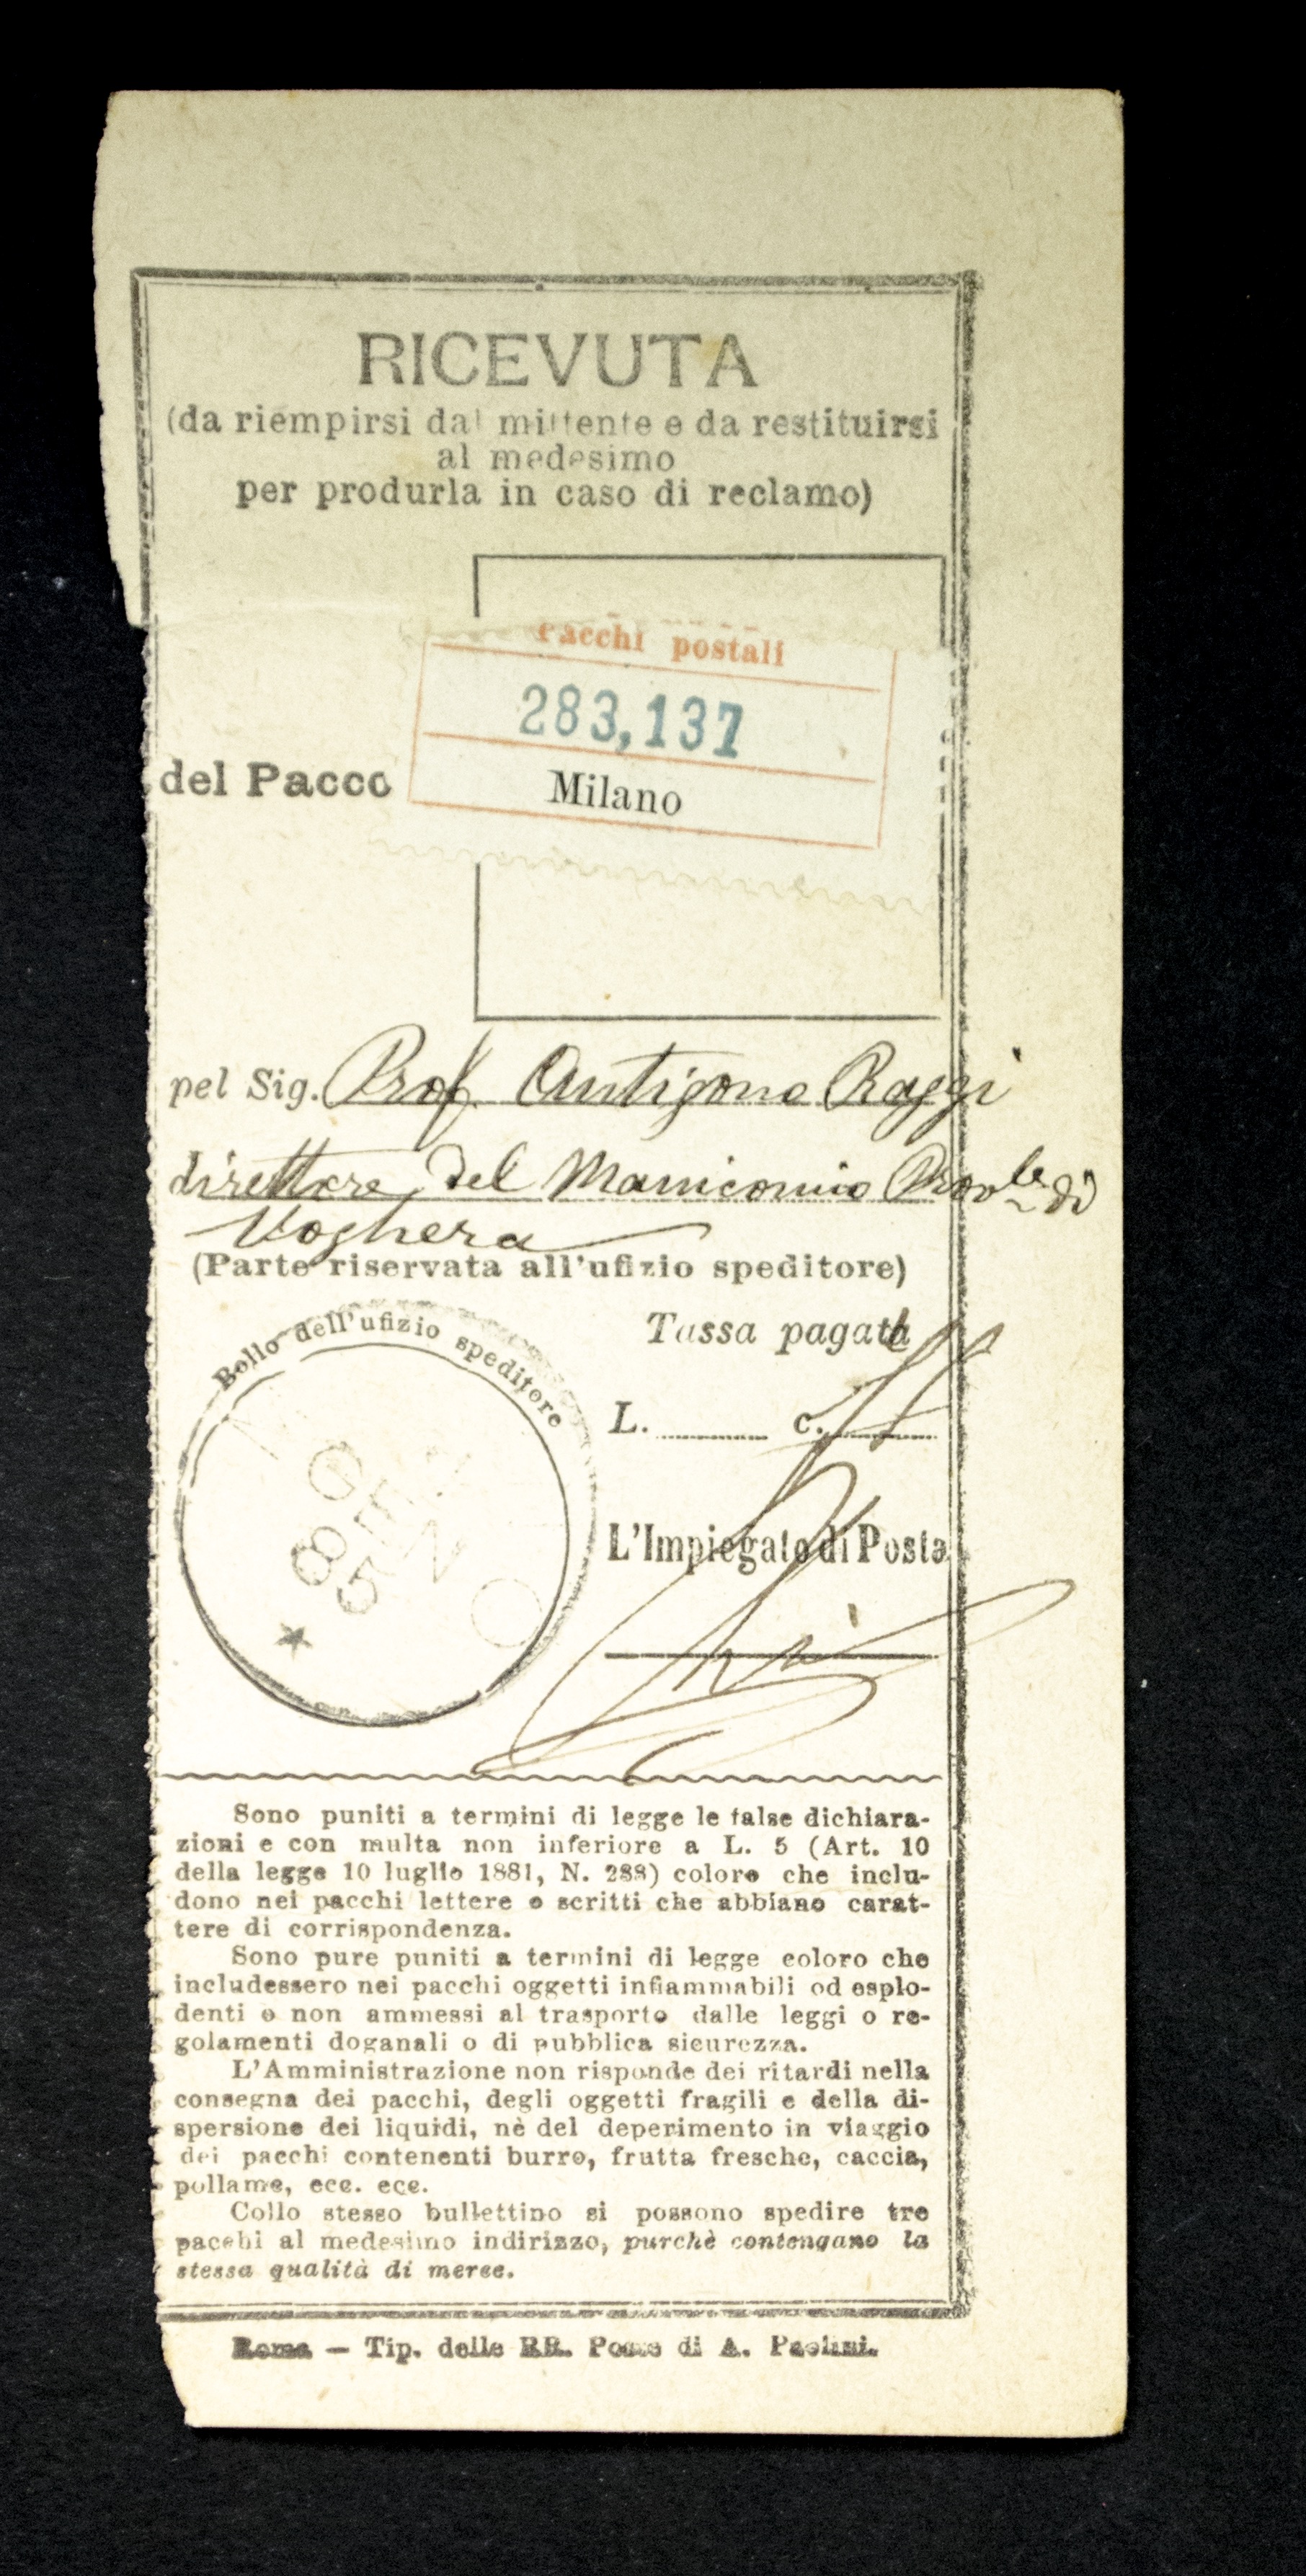 RICEVUTA
(da riempirsi dal mittente e da restituirsi
al medesimo
per produrla in caso di reclamo)
Pacchi postali
283,137
del Pacco
Milano
pel Sig. Prof. Antigono Raggi
direttore del Manicomio Prov.le di
Voghera
(Parte riservata all'ufizio speditore)
Bollo dell'ufizio speditore
GEN
85
Tassa pagata
L. c.
L'Impiegato di Posta
Sono puniti a termini di legge le false dichiara-
zioni e con multa non inferiore a L. 5 (Art. 10
della legge 10 luglio 1881, N. 288) coloro che inclu-
dono nei pacchi lettere o scritti che abbiano carat-
tere di corrispondenza.
Sono pure puniti a termini di legge coloro che
includessero nei pacchi oggetti infiammabili od esplo-
denti o non ammessi al trasporto dalle leggi o re-
golamenti doganali o di pubblica sicurezza.
L'Amministrazione non risponde dei ritardi nella
consegna dei pacchi, degli oggetti fragili e della di-
spersione dei liquidi, nè del deperimento in viaggio
dei pacchi contenenti burro, frutta fresche, caccia,
pollame, ecc. ece.
Collo stesso bullettino si possono spedire tre
pacchi al medesimo indirizzo, purchè contengano la
stessa qualità di merce.
Roma — Tip. delle RR. Poste di A. Paolini.